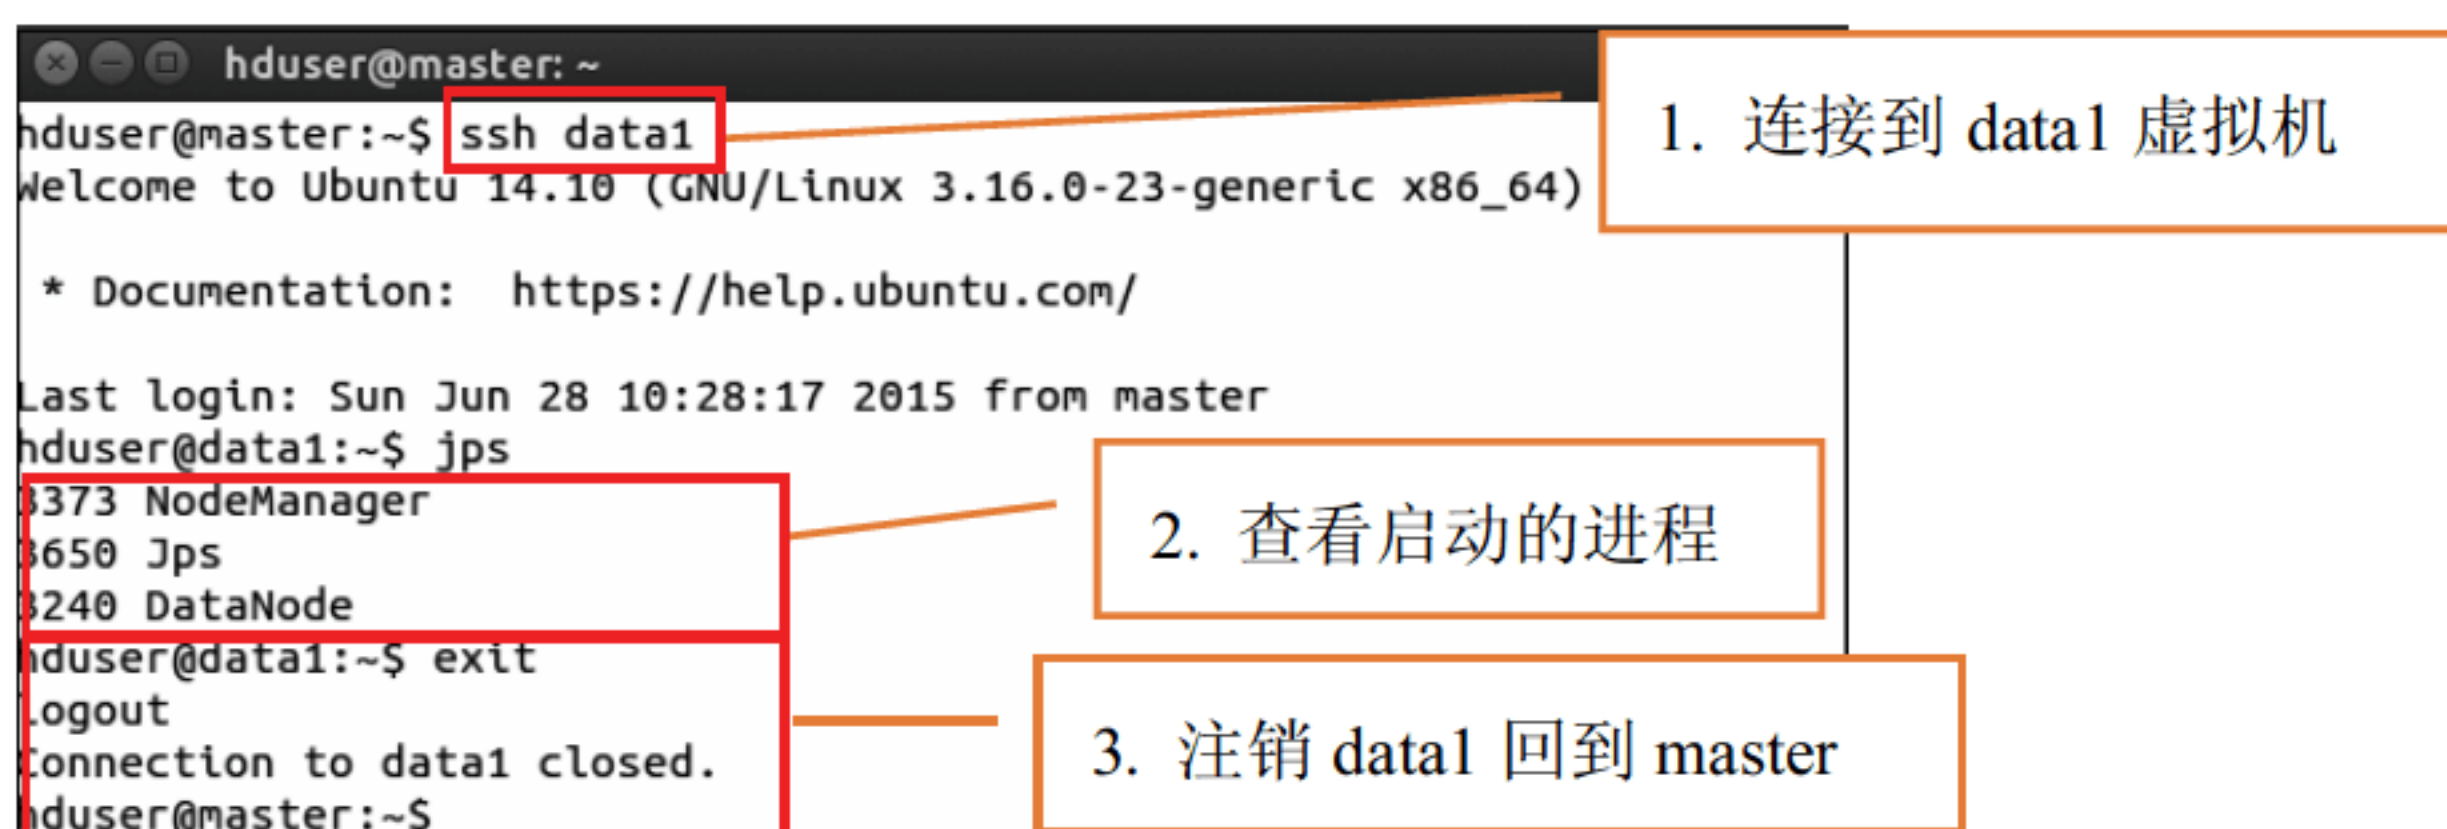 hduser@master: ~
hduser@master:~$ ssh data1
1. 连接到 data1 虚拟机
Welcome to Ubuntu 14.10 (GNU/Linux 3.16.0-23-generic x86_64)
* Documentation:  https://help.ubuntu.com/
Last login: Sun Jun 28 10:28:17 2015 from master
hduser@data1:~$ jps
3373 NodeManager
2. 查看启动的进程
3650 Jps
3240 DataNode
hduser@data1:~$ exit
logout
3. 注销 data1 回到 master
Connection to data1 closed.
hduser@master:~$